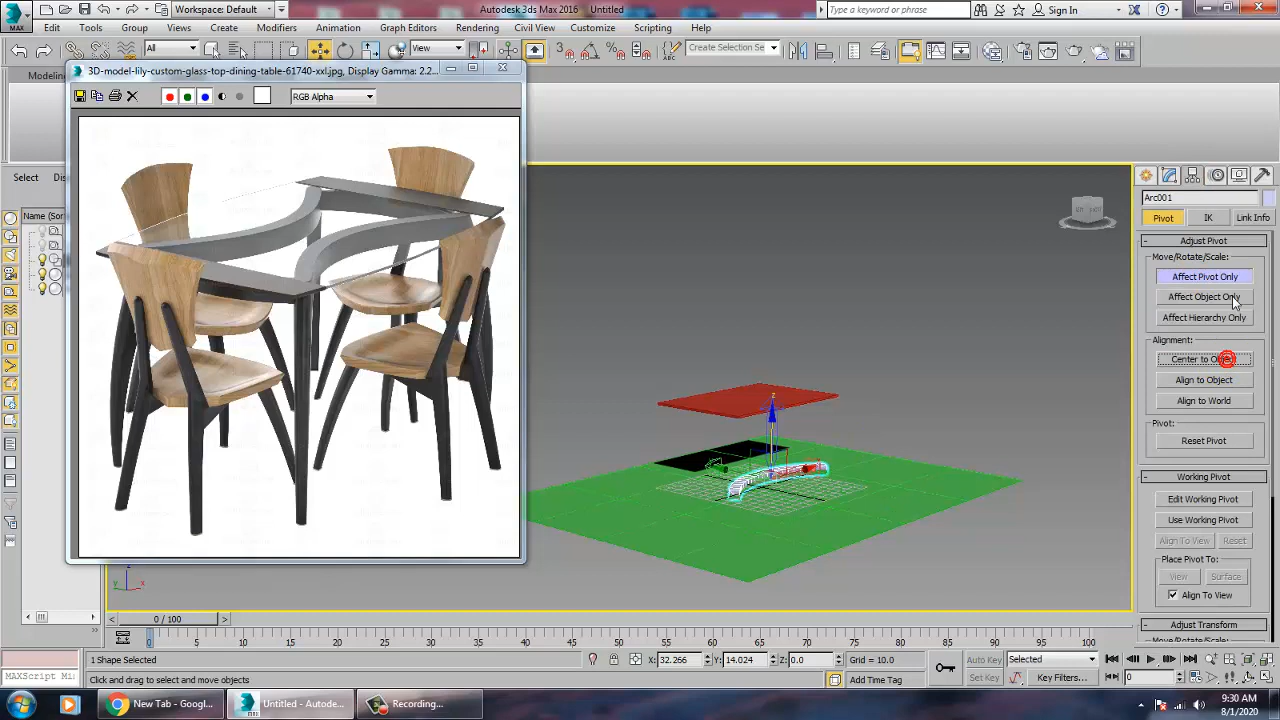 Workspace: Default
Autodesk 3ds Max 2016    Untitled
Type a keyword or phrase
Sign In
MAX
Edit  Tools  Group  Views  Create  Modifiers  Animation  Graph Editors  Rendering  Civil View  Customize  Scripting  Help
All
View
Create Selection Se
3D-model-lily-custom-glass-top-dining-table-61740-xxl.jpg, Display Gamma: 2.2...
Modeling
RGB Alpha
Select
Name (Sor
Arc001
Pivot
IK
Link Info
Adjust Pivot
Move/Rotate/Scale:
Affect Pivot Only
Affect Object Only
Affect Hierarchy Only
Alignment:
Align to Object
Align to World
Pivot:
Reset Pivot
Working Pivot
Edit Working Pivot
Use Working Pivot
Align To View
Reset
Place Pivot To:
View
Surface
Align To View
Adjust Transform
Move/Rotate/Scale:
0 / 100
0 5 10 15 20 25 30 35 40 45 50 55 60 65 70 75 80 85 90 95 100
1 Shape Selected
X: 32.266
Y: 14.024
Z: 0.0
Grid = 10.0
Auto Key
Selected
Click and drag to select and move objects
Add Time Tag
Set Key
Key Filters...
0
MAXScript Mi
New Tab - Googl...
Untitled - Autode...
Recording...
9:30 AM
8/1/2020